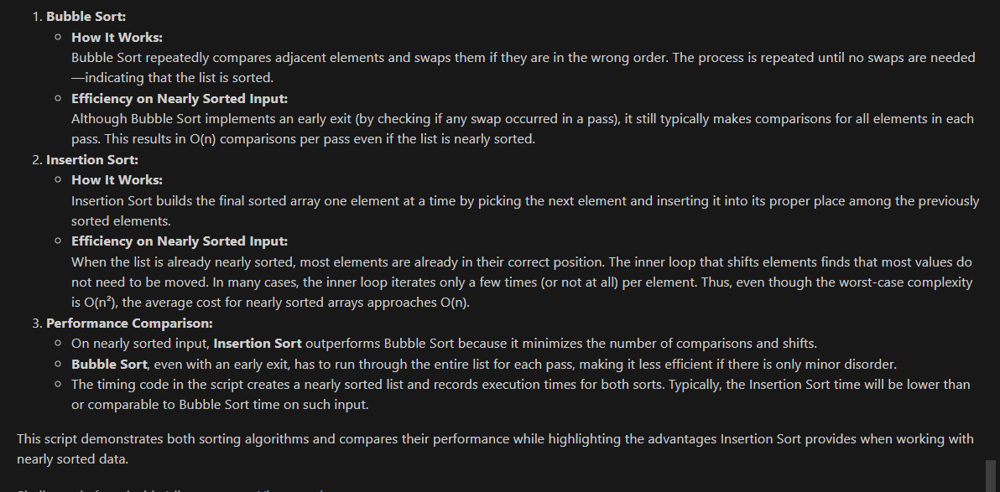 1. Bubble Sort:
How It Works:
Bubble Sort repeatedly compares adjacent elements and swaps them if they are in the wrong order. The process is repeated until no swaps are needed
—indicating that the list is sorted.
Efficiency on Nearly Sorted Input:
Although Bubble Sort implements an early exit (by checking if any swap occurred in a pass), it still typically makes comparisons for all elements in each
pass. This results in O(n) comparisons per pass even if the list is nearly sorted.
2. Insertion Sort:
How It Works:
Insertion Sort builds the final sorted array one element at a time by picking the next element and inserting it into its proper place among the previously
sorted elements.
Efficiency on Nearly Sorted Input:
When the list is already nearly sorted, most elements are already in their correct position. The inner loop that shifts elements finds that most values do
not need to be moved. In many cases, the inner loop iterates only a few times (or not at all) per element. Thus, even though the worst-case complexity
is O(n²), the average cost for nearly sorted arrays approaches O(n).
3. Performance Comparison:
On nearly sorted input, Insertion Sort outperforms Bubble Sort because it minimizes the number of comparisons and shifts.
Bubble Sort, even with an early exit, has to run through the entire list for each pass, making it less efficient if there is only minor disorder.
The timing code in the script creates a nearly sorted list and records execution times for both sorts. Typically, the Insertion Sort time will be lower than
or comparable to Bubble Sort time on such input.
This script demonstrates both sorting algorithms and compares their performance while highlighting the advantages Insertion Sort provides when working with
nearly sorted data.